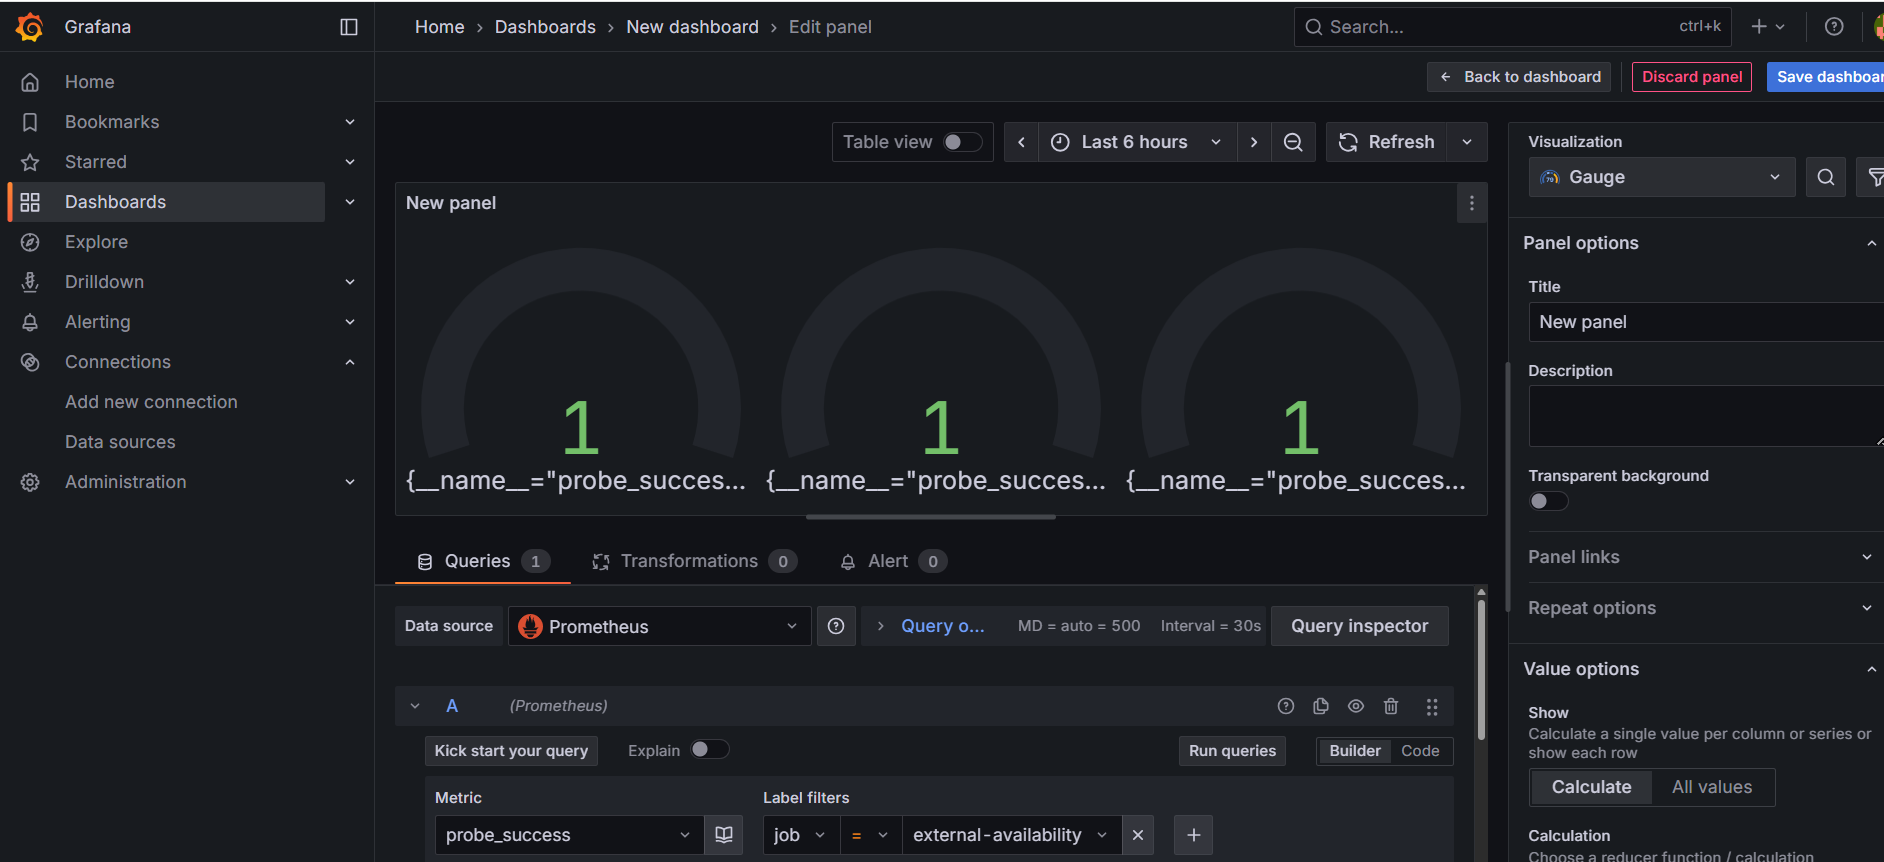 Grafana
Home › Dashboards › New dashboard › Edit panel
Search... ctrl+k
Home
Bookmarks
Starred
Dashboards
Explore
Drilldown
Alerting
Connections
Add new connection
Data sources
Administration
Back to dashboard
Discard panel
Save dashboar
Table view
Last 6 hours
Refresh
New panel
1
{__name__="probe_succes...
1
{__name__="probe_succes...
1
{__name__="probe_succes...
Queries 1
Transformations 0
Alert 0
Data source
Prometheus
Query o...
MD = auto = 500
Interval = 30s
Query inspector
A
(Prometheus)
Kick start your query
Explain
Run queries
Builder
Code
Metric
probe_success
Label filters
job
=
external-availability
Visualization
Gauge
Panel options
Title
New panel
Description
Transparent background
Panel links
Repeat options
Value options
Show
Calculate a single value per column or series or
show each row
Calculate
All values
Calculation
Choose a reducer function / calculation